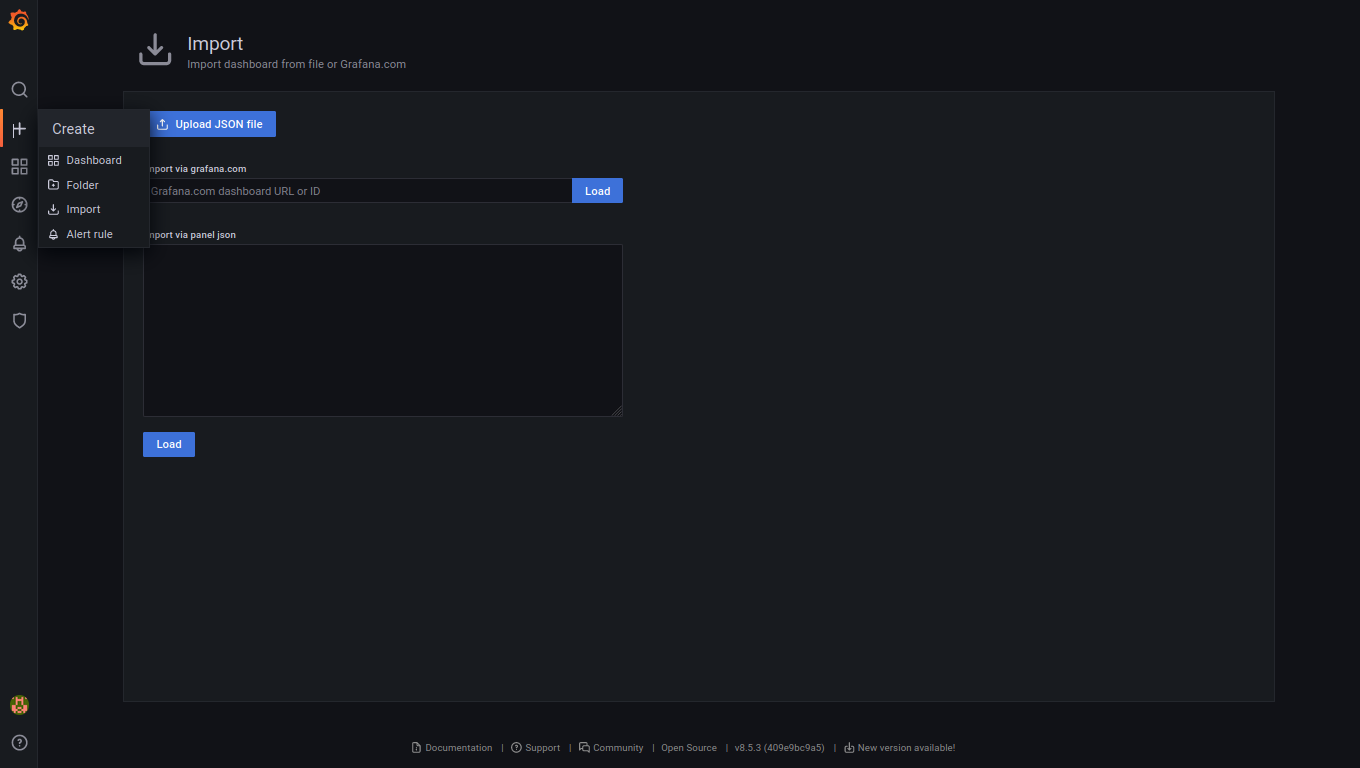 Import
Import dashboard from file or Grafana.com
Create
Upload JSON file
Dashboard
Folder
Import
Alert rule
mport via grafana.com
Grafana.com dashboard URL or ID
Load
mport via panel json
Load
Documentation | Support | Community | Open Source | v8.5.3 (409e9bc9a5) | New version available!